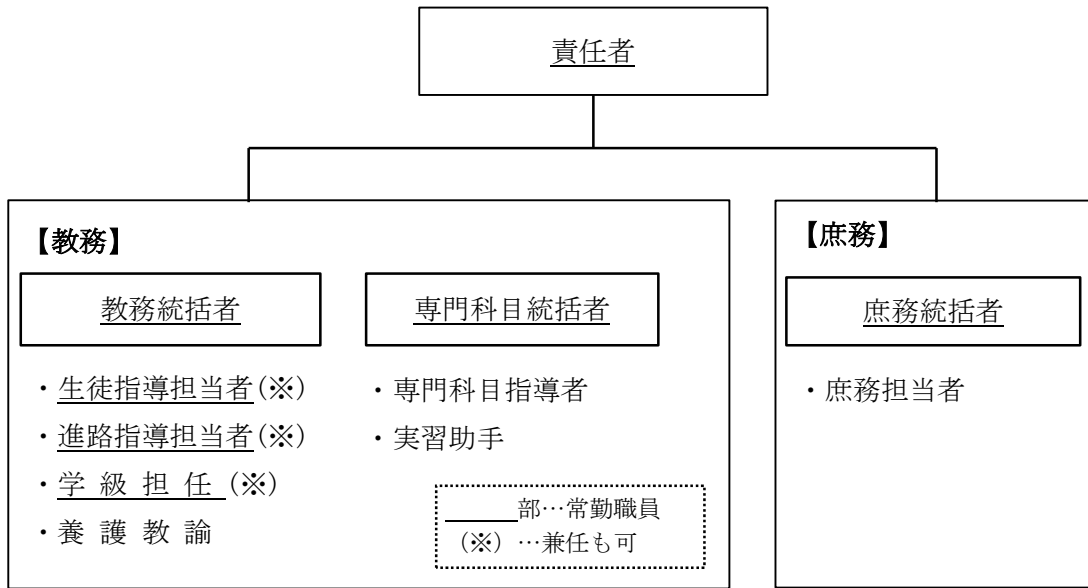 責任者
【教務】
教務統括者
・生徒指導担当者(※)
・進路指導担当者(※)
・学 級 担 任 (※)
・養 護 教 諭
専門科目統括者
・専門科目指導者
・実習助手
部…常勤職員
(※)…兼任も可
【庶務】
庶務統括者
・庶務担当者